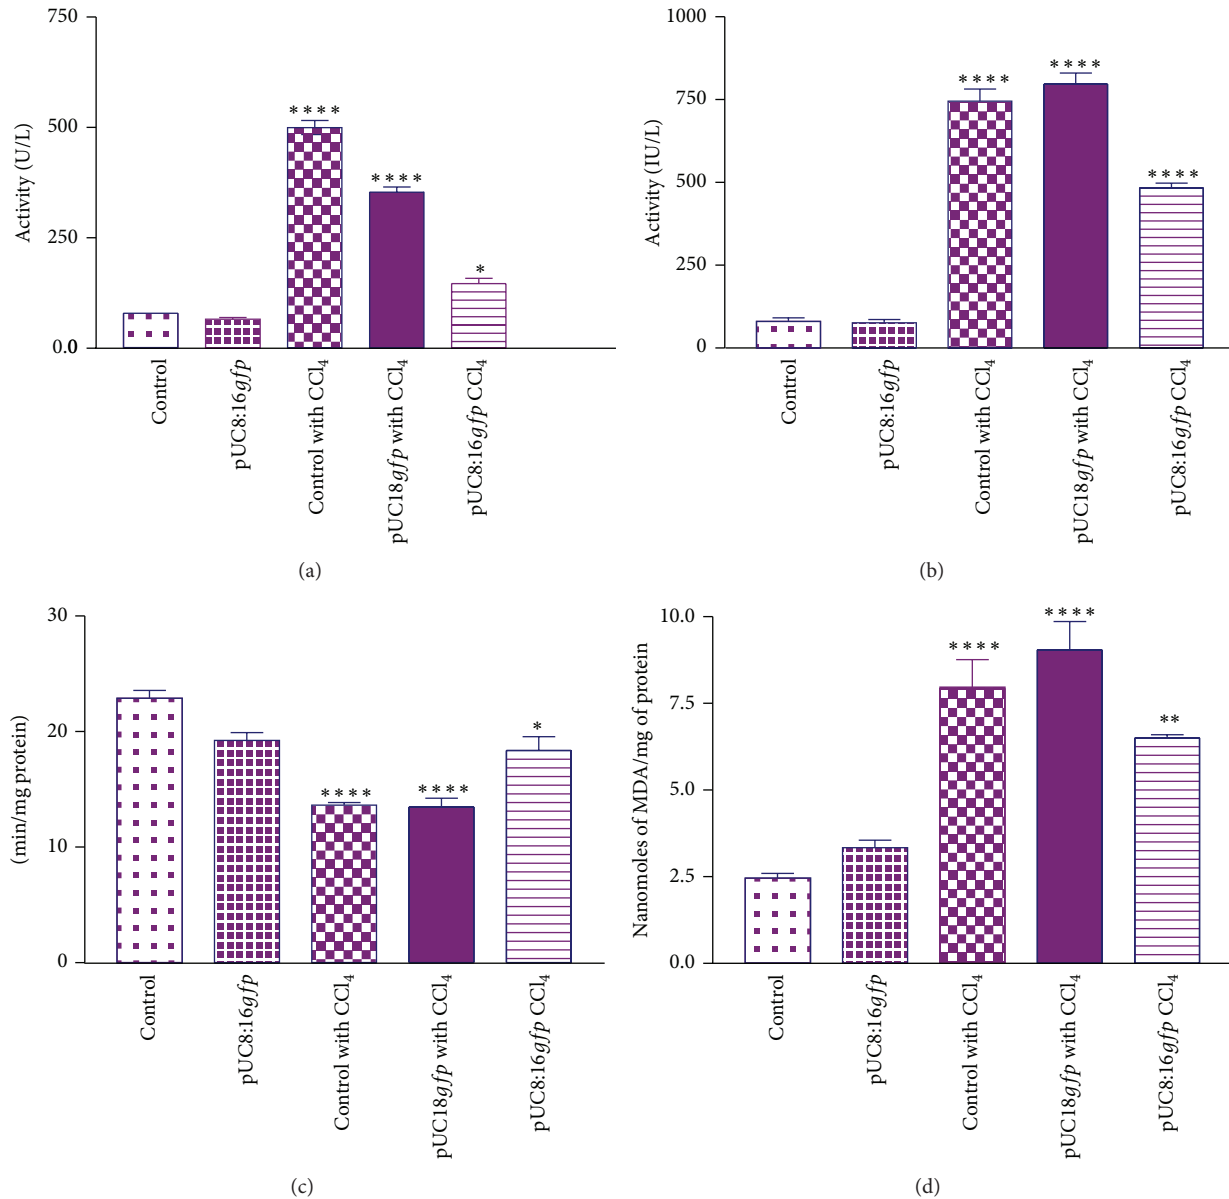 750
500
250
0.0
Activity (U/L)
****
****
*
Control
pUC8:16gfp
Control with CCl₄
pUC18gfp with CCl₄
pUC8:16gfp CCl₄
(a)
1000
750
500
250
0
Activity (IU/L)
****
****
****
Control
pUC8:16gfp
Control with CCl₄
pUC18gfp with CCl₄
pUC8:16gfp CCl₄
(b)
30
20
10
0
(min/mg protein)
****
****
*
Control
pUC8:16gfp
Control with CCl₄
pUC18gfp with CCl₄
pUC8:16gfp CCl₄
(c)
10.0
7.5
5.0
2.5
0.0
Nanomoles of MDA/mg of protein
****
****
**
Control
pUC8:16gfp
Control with CCl₄
pUC18gfp with CCl₄
pUC8:16gfp CCl₄
(d)